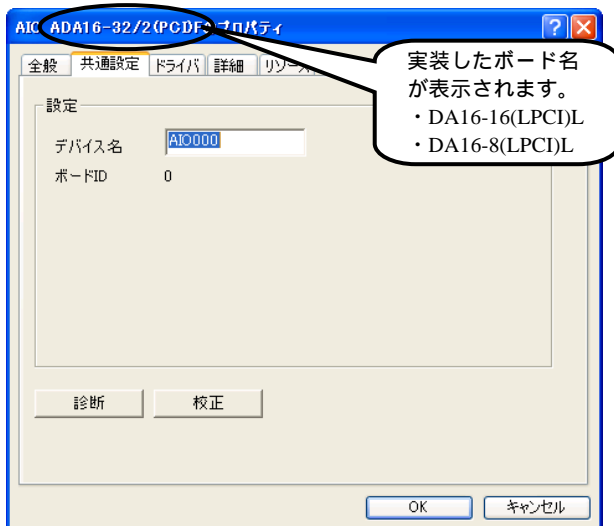 AIO ADA16-32/2(PCI)F のプロパティ
全般 共通設定 ドライバ 詳細
設定
デバイス名 AIO000
ボードID 0
診断 校正
OK キャンセル
実装したボード名
が表示されます。
・DA16-16(LPCI)L
・DA16-8(LPCI)L